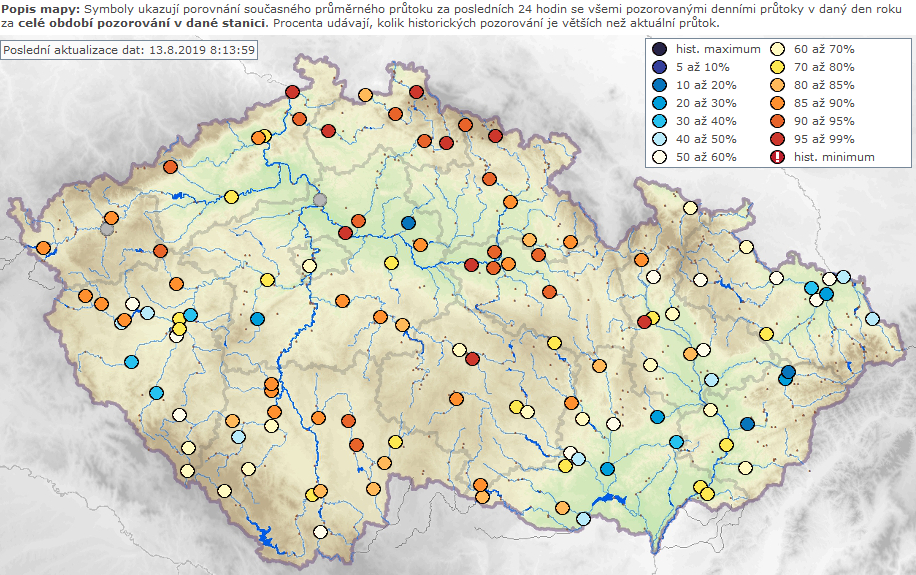 Popis mapy: Symboly ukazují porovnání současného průměrného průtoku za posledních 24 hodin se všemi pozorovanými denními průtoky v daný den roku
za celé období pozorování v dané stanici. Procenta udávají, kolik historických pozorování je větších než aktuální průtok.
Poslední aktualizace dat: 13.8.2019 8:13:59
hist. maximum
5 až 10%
10 až 20%
20 až 30%
30 až 40%
40 až 50%
50 až 60%
60 až 70%
70 až 80%
80 až 85%
85 až 90%
90 až 95%
95 až 99%
hist. minimum